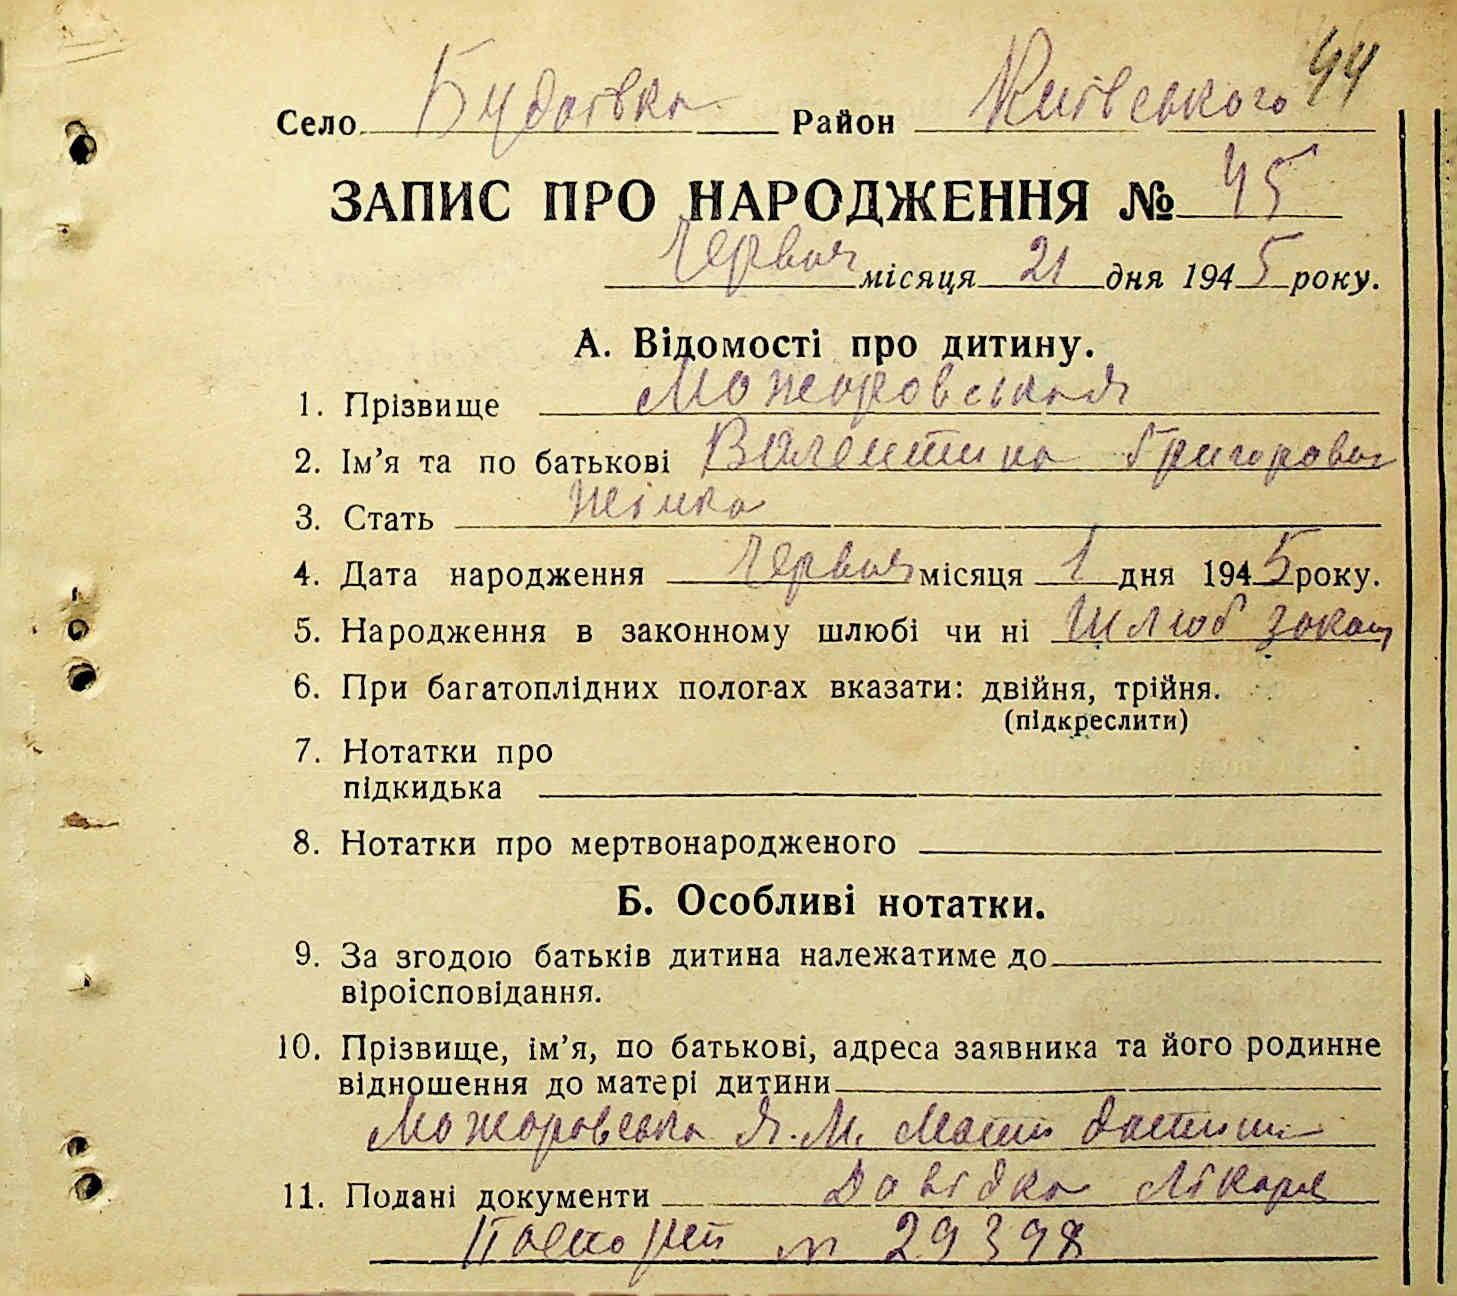 44
Село Будаївка Район Київського
ЗАПИС ПРО НАРОДЖЕННЯ № 45
Червня місяця 21 дня 1945 року.
А. Відомості про дитину.
1. Прізвище Можаровськая
2. Ім’я та по батькові Валентина Григоровна
3. Стать жінка
4. Дата народження Червня місяця 1 дня 1945 року.
5. Народження в законному шлюбі чи ні Шлюб
6. При багатоплідних пологах вказати: двійня, трійня.
(підкреслити)
7. Нотатки про
підкидька
8. Нотатки про мертвонародженого
Б. Особливі нотатки.
9. За згодою батьків дитина належатиме до
віроісповідання.
10. Прізвище, ім’я, по батькові, адреса заявника та його родинне
відношення до матері дитини
Можаровська Я. М. Мати
11. Подані документи Давідка Лікаря
Паспорт № 29398